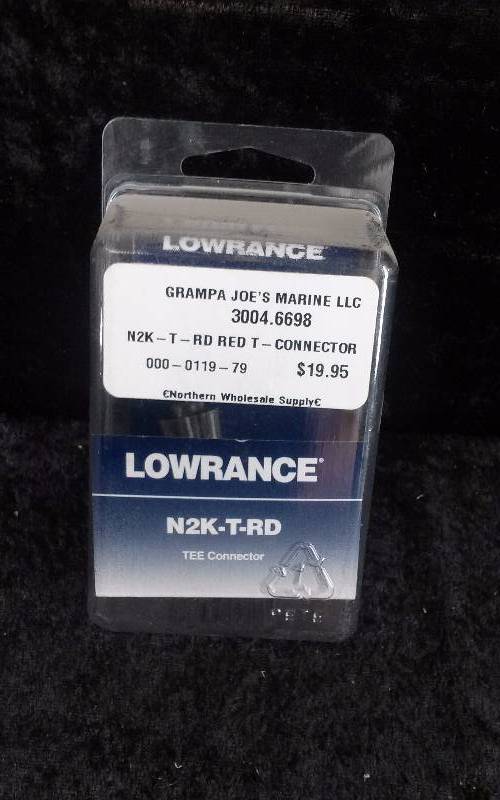 LOWRANCE
GRAMPA JOE'S MARINE LLC
3004.6698
N2K-T-RD RED T-CONNECTOR
000-0119-79 $19.95
€Northern Wholesale Supply€
LOWRANCE®
N2K-T-RD
TEE Connector